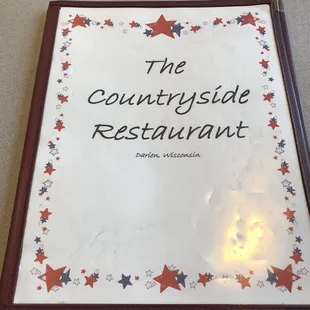 The
Countryside
Restaurant
Darien, Wisconsin